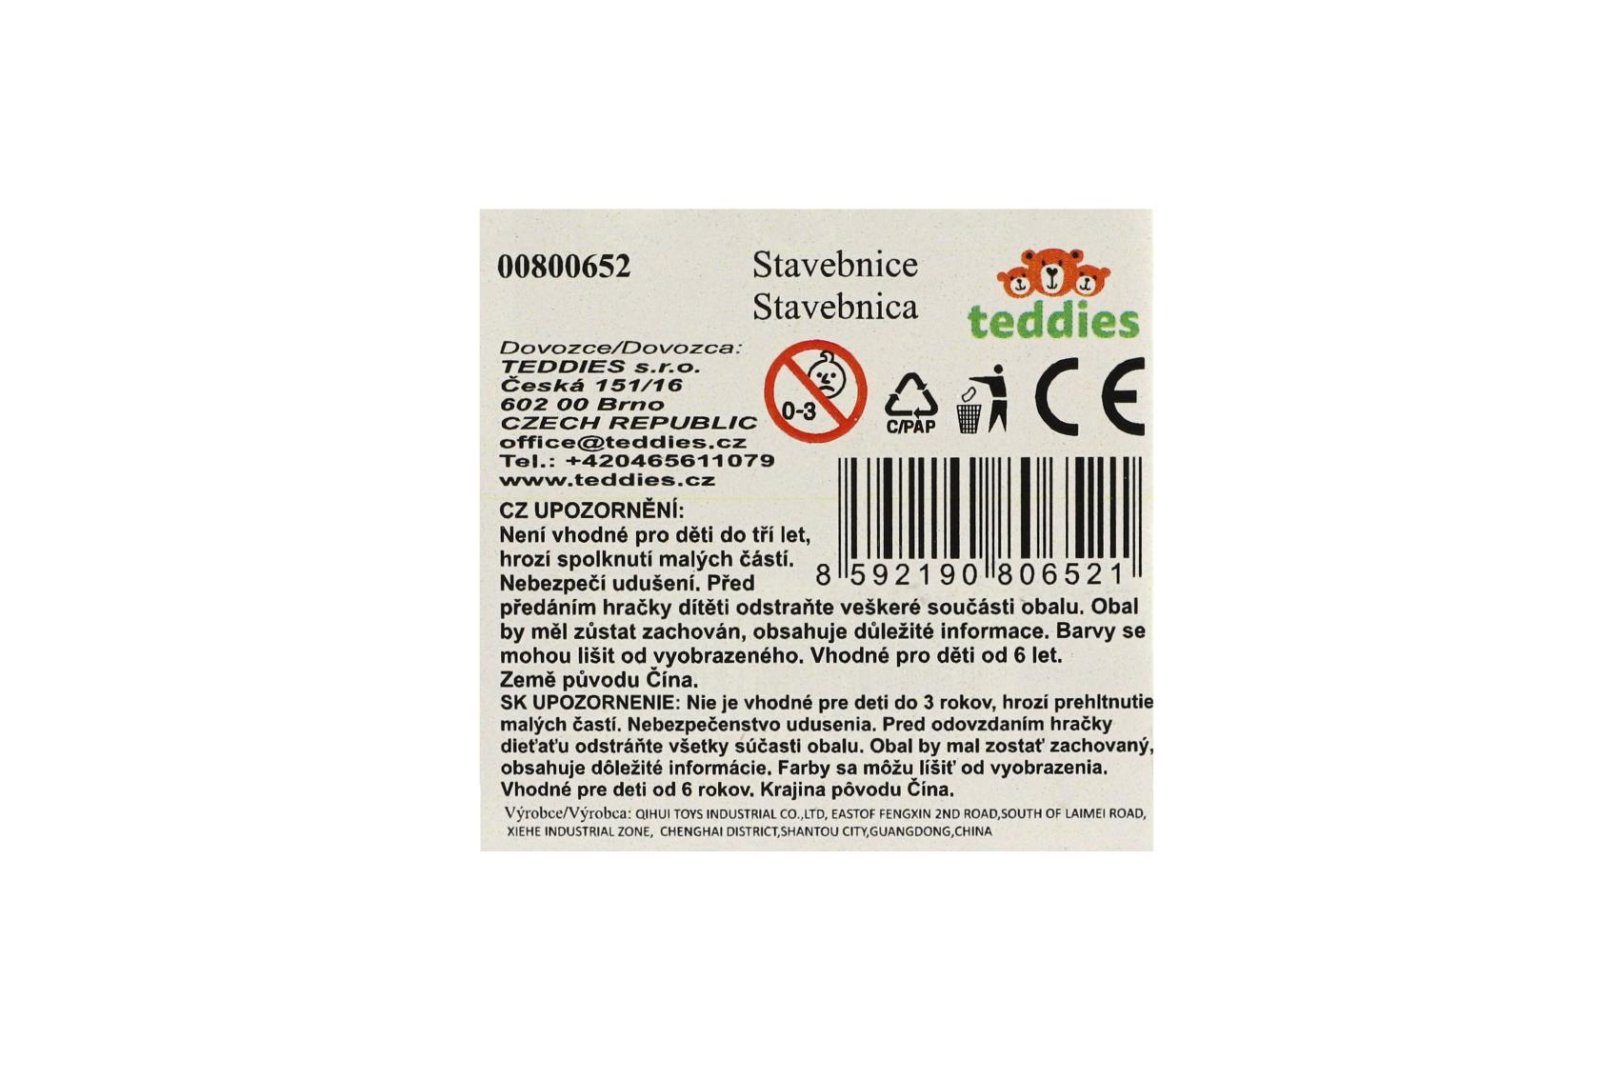 00800652
Stavebnice
Stavebnica
teddies
Dovozce/Dovozca:
TEDDIES s.r.o.
Česká 151/16
602 00 Brno
CZECH REPUBLIC
office@teddies.cz
Tel.: +420465611079
www.teddies.cz
0-3
C/PAP
CE
CZ UPOZORNĚNÍ:
Není vhodné pro děti do tří let,
hrozí spolknutí malých částí.
Nebezpečí udušení. Před
8 592190 806521
předáním hračky dítěti odstraňte veškeré součásti obalu. Obal
by měl zůstat zachován, obsahuje důležité informace. Barvy se
mohou lišit od vyobrazeného. Vhodné pro děti od 6 let.
Země původu Čína.
SK UPOZORNENIE: Nie je vhodné pre deti do 3 rokov, hrozí prehltnutie
malých častí. Nebezpečenstvo udusenia. Pred odovzdaním hračky
dieťaťu odstráňte všetky súčasti obalu. Obal by mal zostať zachovaný,
obsahuje dôležité informácie. Farby sa môžu líšiť od vyobrazenia.
Vhodné pre deti od 6 rokov. Krajina pôvodu Čína.
Výrobce/Výrobca: QIHUI TOYS INDUSTRIAL CO.,LTD, EASTOF FENGXIN 2ND ROAD,SOUTH OF LAIMEI ROAD,
XIEHE INDUSTRIAL ZONE, CHENGHAI DISTRICT,SHANTOU CITY,GUANGDONG,CHINA